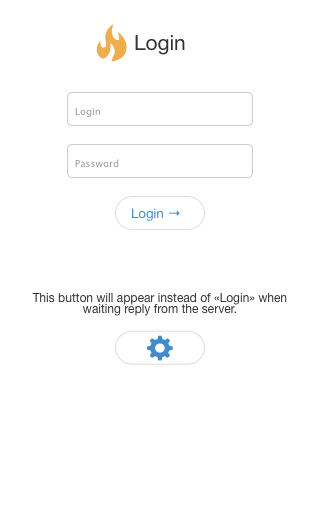 Login
Login
Password
Login →
This button will appear instead of «Login» when
waiting reply from the server.